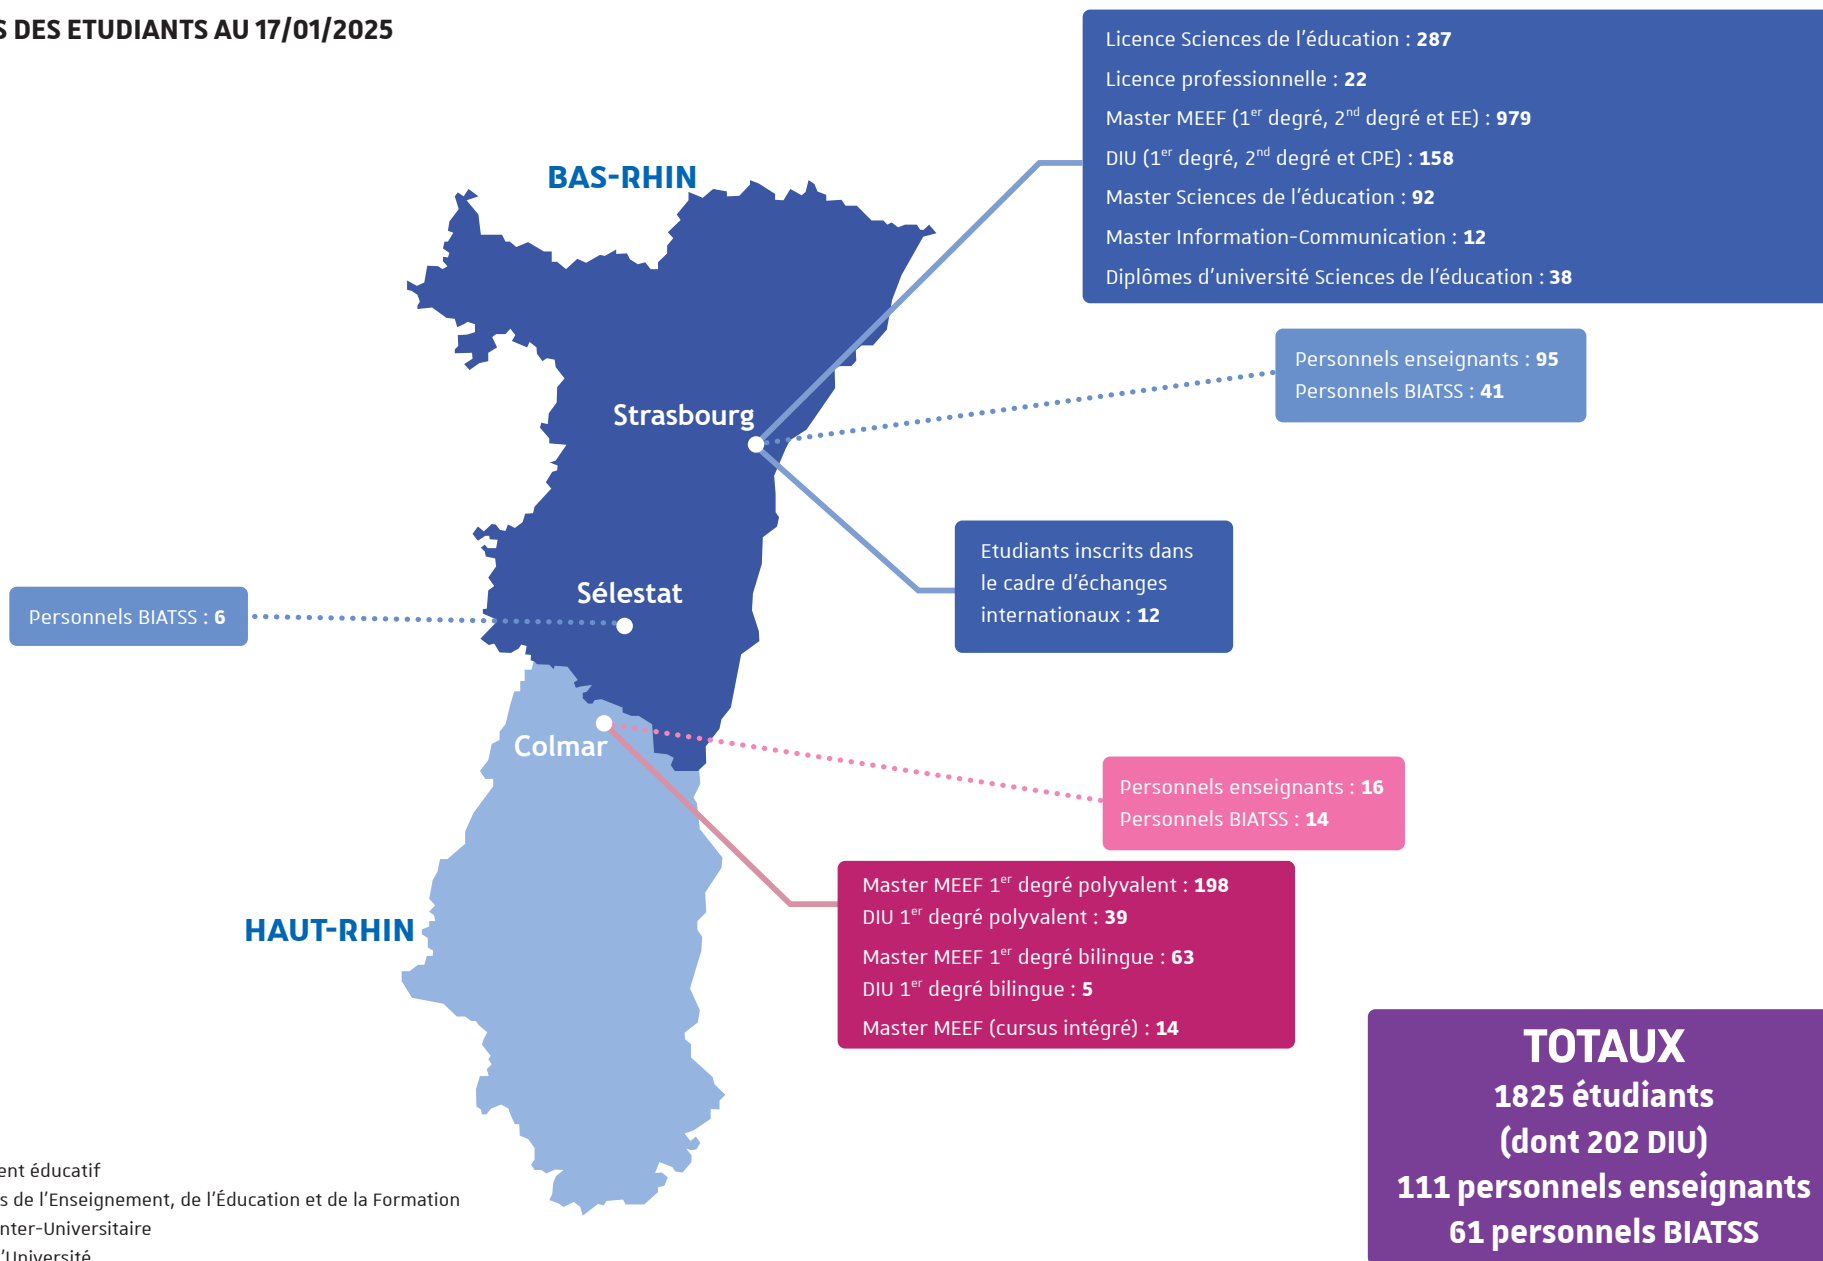 DES ETUDIANTS AU 17/01/2025
Licence Sciences de l'éducation : 287
Licence professionnelle : 22
Master MEEF (1er degré, 2nd degré et EE) : 979
DIU (1er degré, 2nd degré et CPE) : 158
Master Sciences de l'éducation : 92
Master Information-Communication : 12
Diplômes d'université Sciences de l'éducation : 38
BAS-RHIN
Personnels enseignants : 95
Personnels BIATSS : 41
Strasbourg
Etudiants inscrits dans
le cadre d'échanges
internationaux : 12
Sélestat
Personnels BIATSS : 6
Colmar
Personnels enseignants : 16
Personnels BIATSS : 14
Master MEEF 1er degré polyvalent : 198
DIU 1er degré polyvalent : 39
Master MEEF 1er degré bilingue : 63
DIU 1er degré bilingue : 5
Master MEEF (cursus intégré) : 14
HAUT-RHIN
TOTAUX
1825 étudiants
(dont 202 DIU)
111 personnels enseignants
61 personnels BIATSS
ent éducatif
s de l'Enseignement, de l'Éducation et de la Formation
nter-Universitaire
'Université